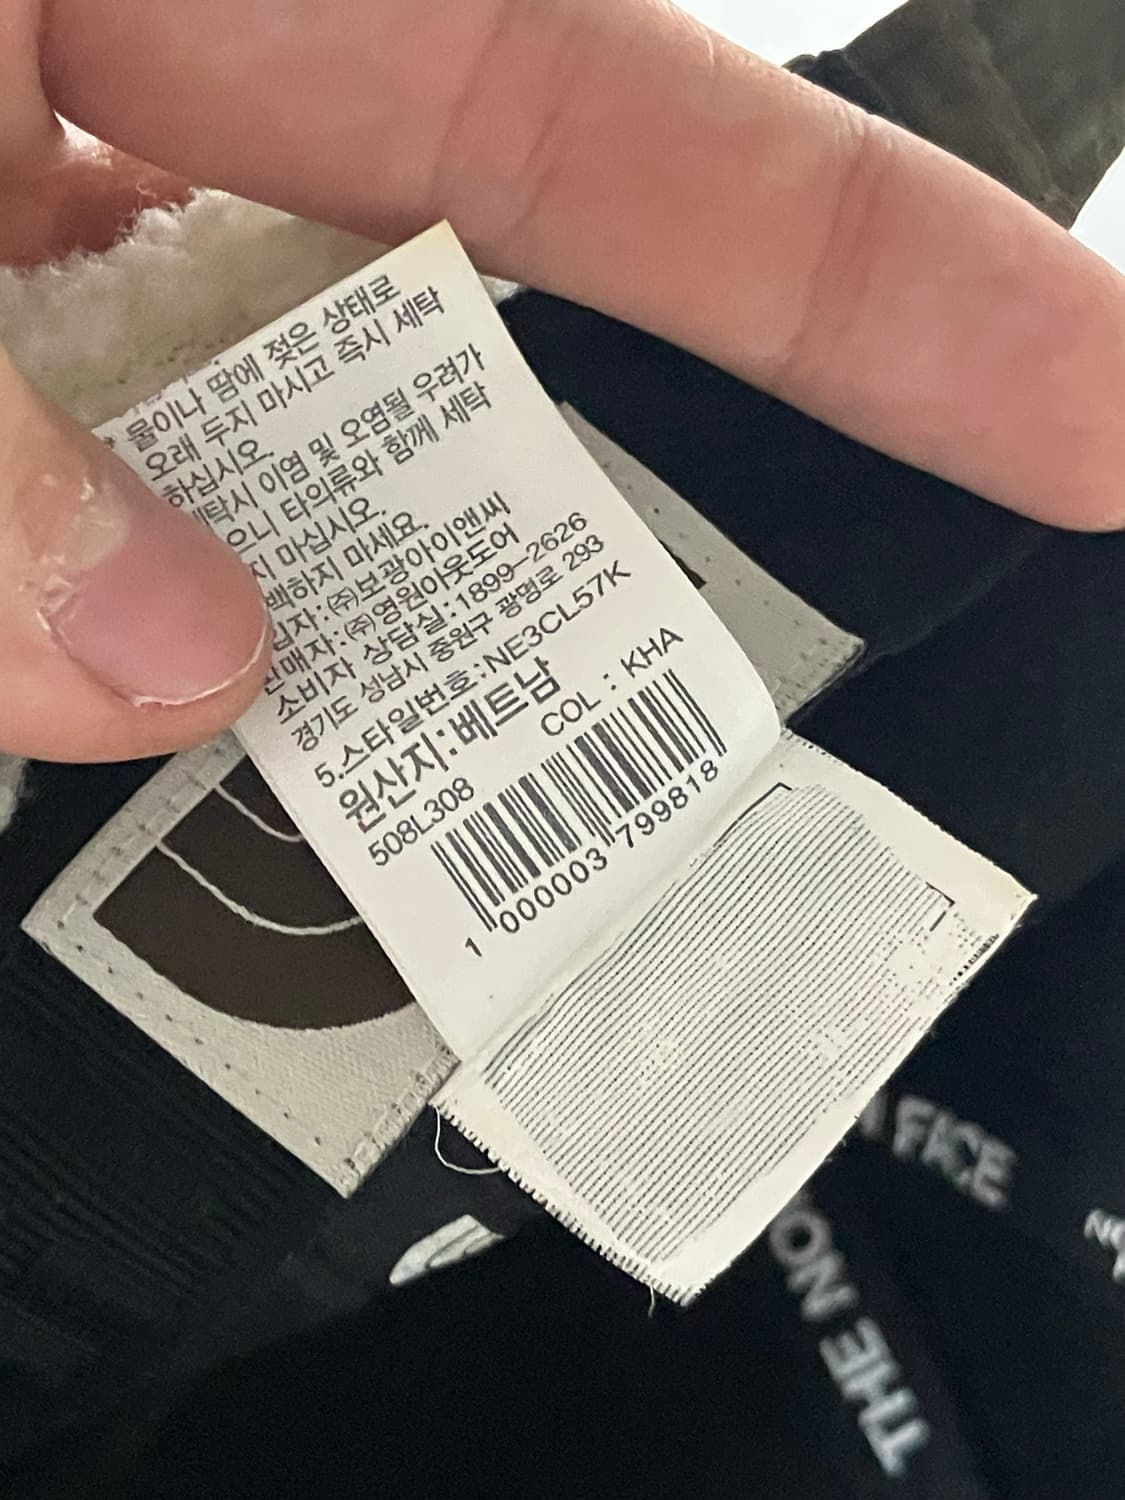 물이나 땀에 젖은 상태로
오래 두지 마시고 즉시 세탁
하십시오.
세탁시 이염 및 오염될 우려가
으니 타의류와 함께 세탁
지 마십시오.
백하지 마세요.
입자:㈜보광아이앤씨
판매자:㈜영원아웃도어
소비자 상담실:1899-2626
경기도 성남시 중원구 광명로 293
5.스타일번호:NE3CL57K
원산지:베트남
COL : KHA
508L308
1 000003 799818
FACE
THE NO